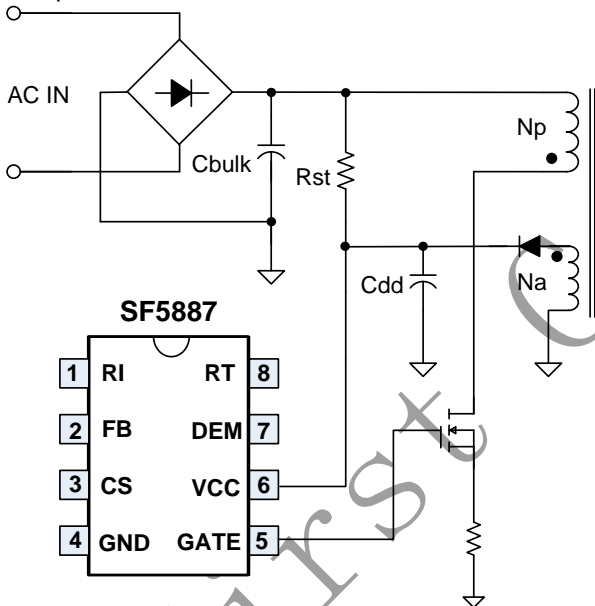 AC IN
Cbulk
Rst
Np
Cdd
Na
SF5887
1 RI RT 8
2 FB DEM 7
3 CS VCC 6
4 GND GATE 5